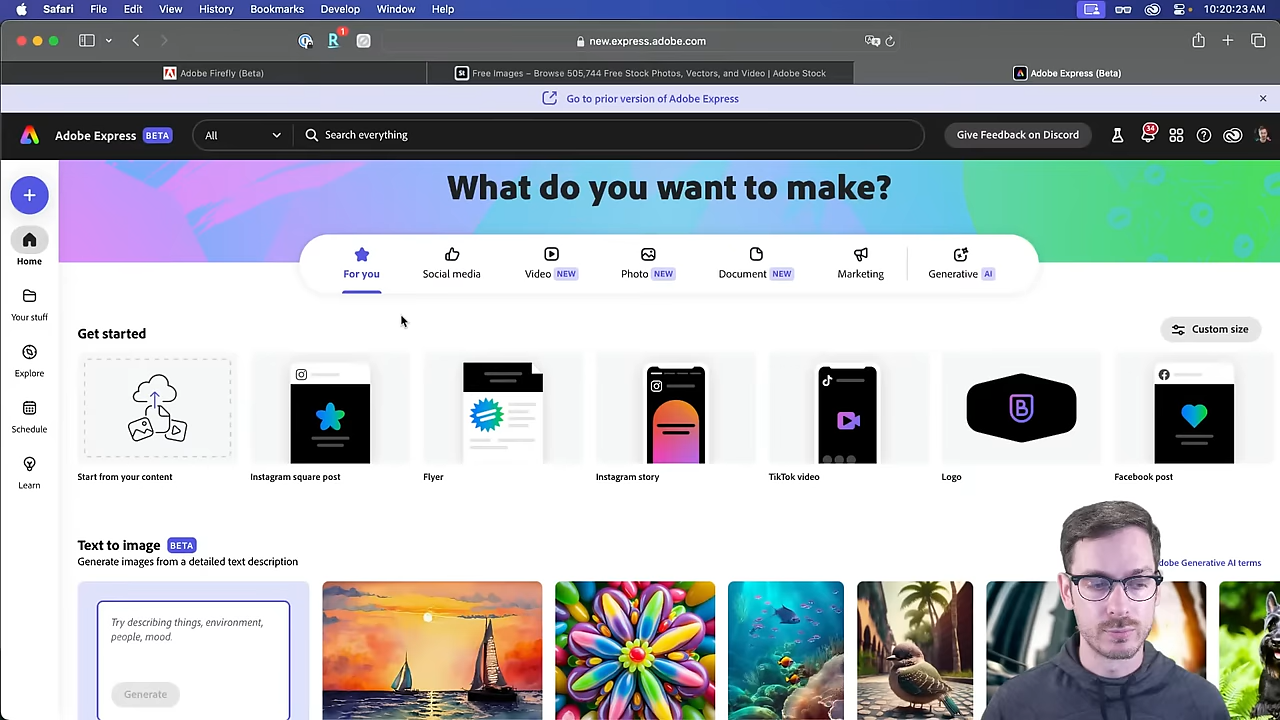 Safari File Edit View History Bookmarks Develop Window Help 10:20:23 AM
R 1 new.express.adobe.com
Adobe Firefly (Beta) St Free Images – Browse 505,744 Free Stock Photos, Vectors, and Video | Adobe Stock Adobe Express (Beta)
Go to prior version of Adobe Express
Adobe Express BETA All Search everything Give Feedback on Discord 34
What do you want to make?
For you Social media Video NEW Photo NEW Document NEW Marketing Generative AI
Home
Your stuff
Explore
Schedule
Learn
Get started Custom size
B
Start from your content Instagram square post Flyer Instagram story TikTok video Logo Facebook post
Text to image BETA
Generate images from a detailed text description dobe Generative AI terms
Try describing things, environment,
people, mood.
Generate